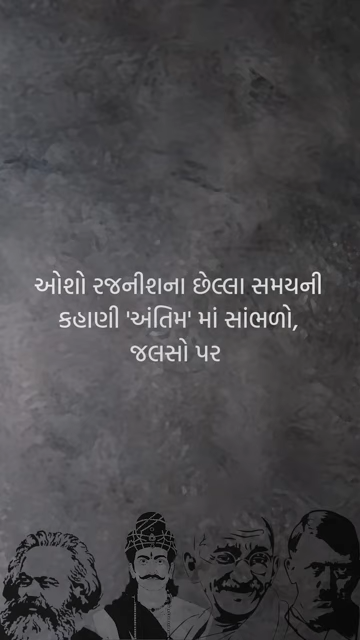 ઓશો રજનીશના છેલ્લા સમયની
કહાણી 'અંતિમ' માં સાંભળો,
જલસો પર